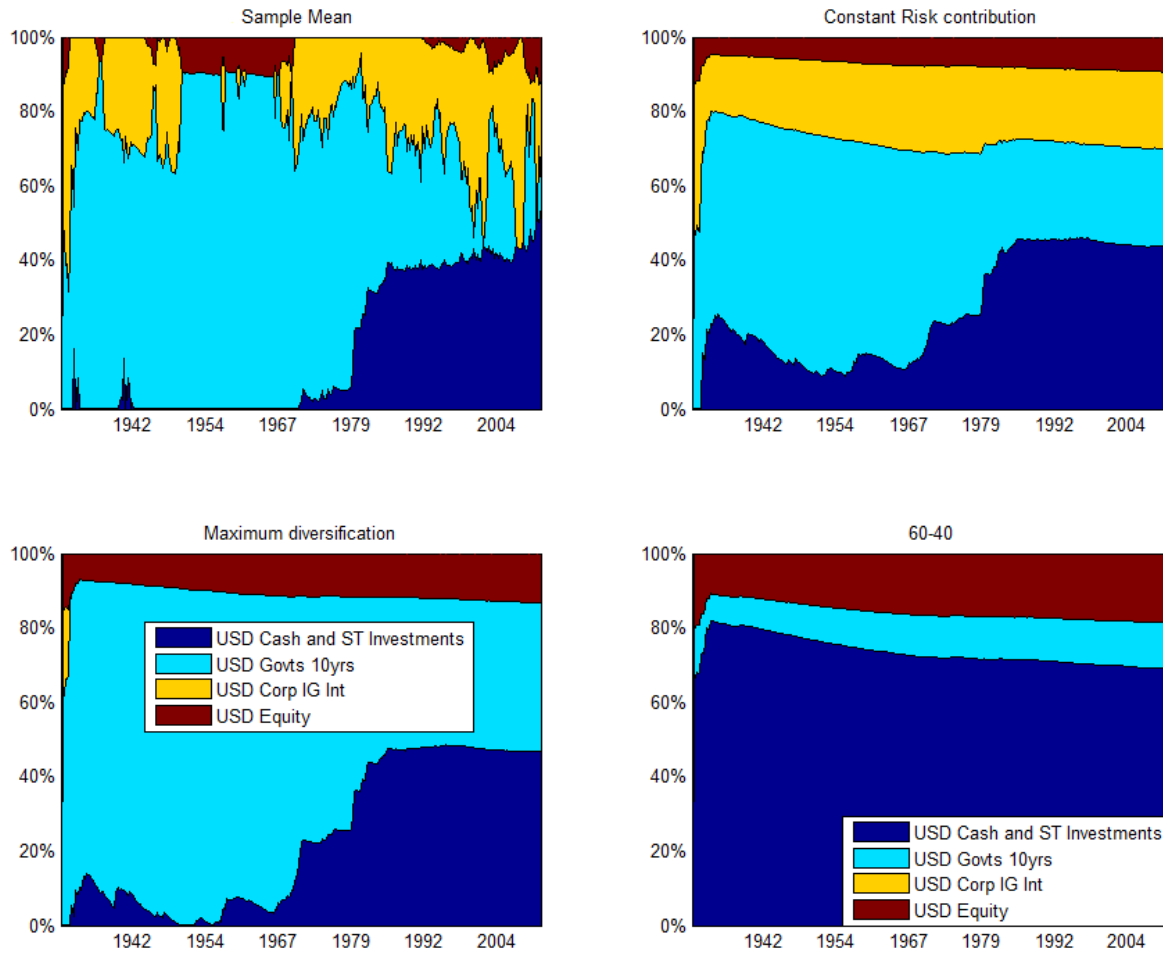 Sample Mean
100%
80%
60%
40%
20%
0%
1942 1954 1967 1979 1992 2004
Constant Risk contribution
100%
80%
60%
40%
20%
0%
1942 1954 1967 1979 1992 2004
Maximum diversification
100%
80%
60%
40%
20%
0%
USD Cash and ST Investments
USD Govts 10yrs
USD Corp IG Int
USD Equity
1942 1954 1967 1979 1992 2004
60-40
100%
80%
60%
40%
20%
0%
USD Cash and ST Investments
USD Govts 10yrs
USD Corp IG Int
USD Equity
1942 1954 1967 1979 1992 2004